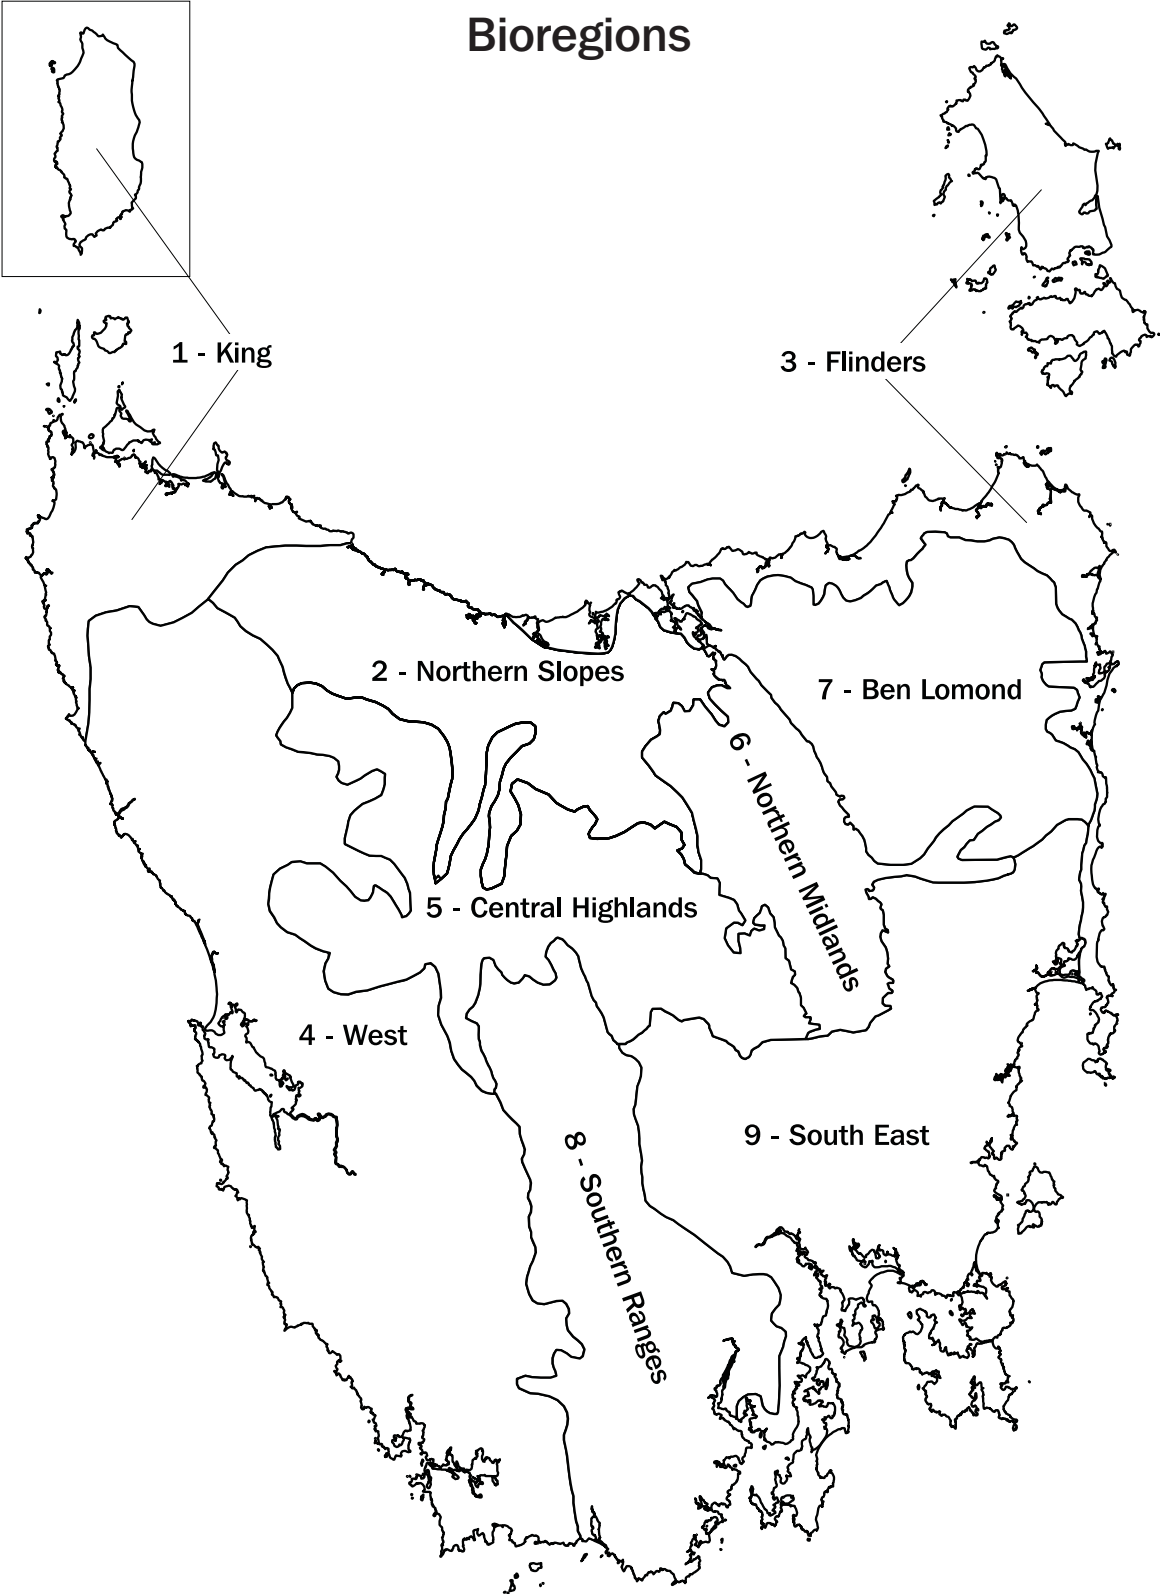 Bioregions
1 - King
3 - Flinders
2 - Northern Slopes
7 - Ben Lomond
6 - Northern Midlands
5 - Central Highlands
4 - West
9 - South East
8 - Southern Ranges